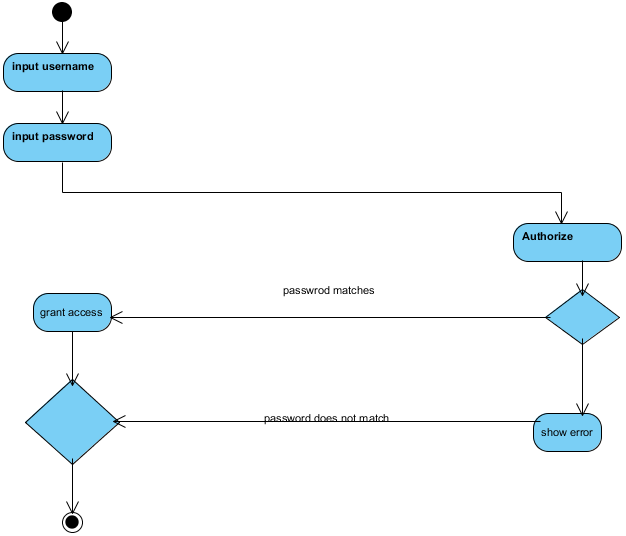 input username
input password
Authorize
passwrod matches
grant access
password does not match
show error